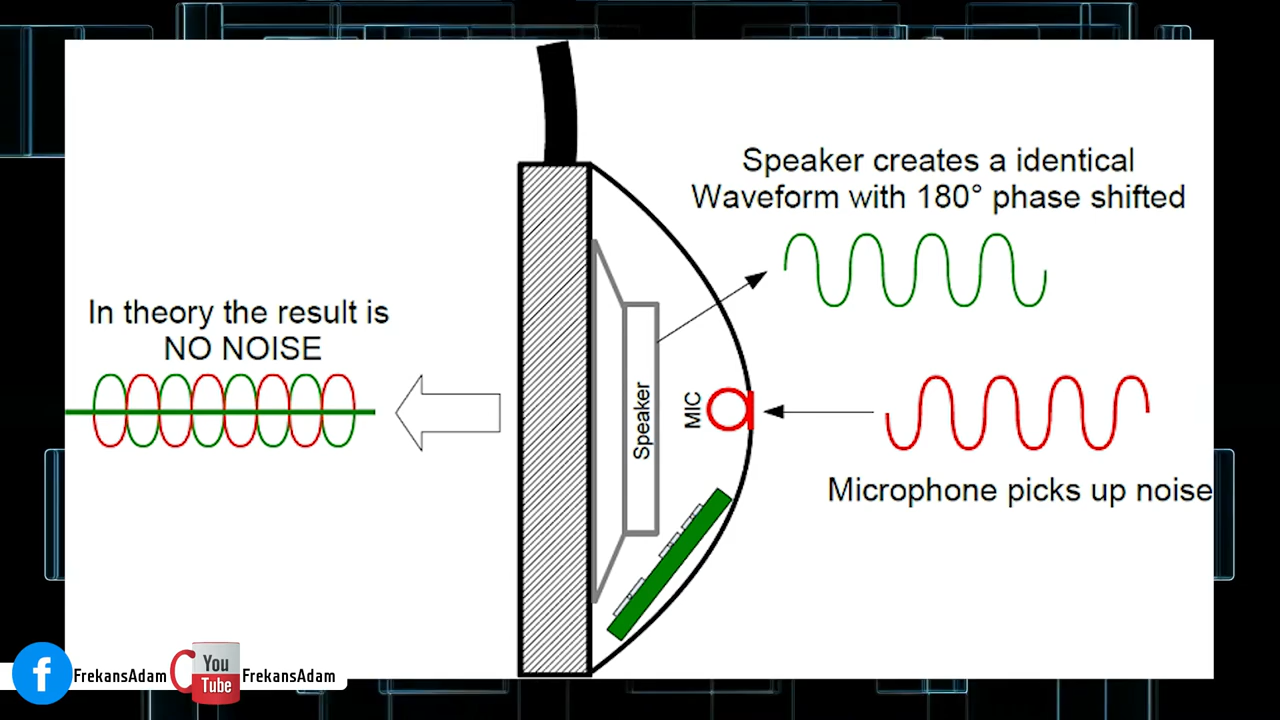 Speaker creates a identical
Waveform with 180° phase shifted
In theory the result is
NO NOISE
Speaker
MIC
Microphone picks up noise
f FrekansAdam You Tube FrekansAdam